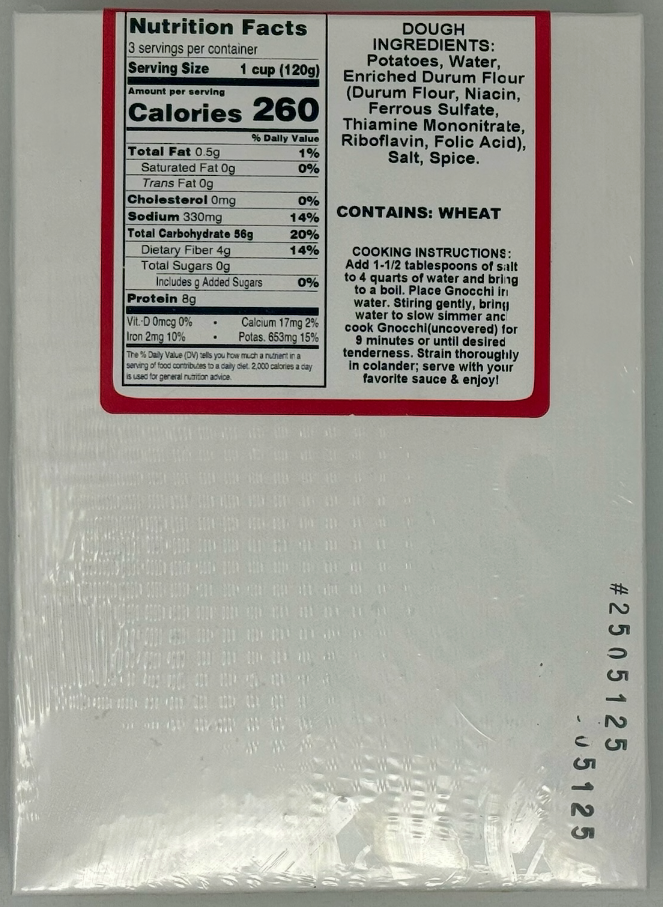 Nutrition Facts
3 servings per container
Serving Size 1 cup (120g)
Amount per serving
Calories 260
% Daily Value
Total Fat 0.5g 1%
Saturated Fat 0g 0%
Trans Fat 0g
Cholesterol 0mg 0%
Sodium 330mg 14%
Total Carbohydrate 56g 20%
Dietary Fiber 4g 14%
Total Sugars 0g
Includes g Added Sugars 0%
Protein 8g
Vit. D 0mcg 0% • Calcium 17mg 2%
Iron 2mg 10% • Potas. 653mg 15%
The % Daily Value (DV) tells you how much a nutrient in a
serving of food contributes to a daily diet. 2,000 calories a day
is used for general nutrition advice.
DOUGH
INGREDIENTS:
Potatoes, Water,
Enriched Durum Flour
(Durum Flour, Niacin,
Ferrous Sulfate,
Thiamine Mononitrate,
Riboflavin, Folic Acid),
Salt, Spice.
CONTAINS: WHEAT
COOKING INSTRUCTIONS:
Add 1-1/2 tablespoons of salt
to 4 quarts of water and bring
to a boil. Place Gnocchi in
water. Stiring gently, bring
water to slow simmer and
cook Gnocchi(uncovered) for
9 minutes or until desired
tenderness. Strain thoroughly
in colander; serve with your
favorite sauce & enjoy!
#2505125
05125